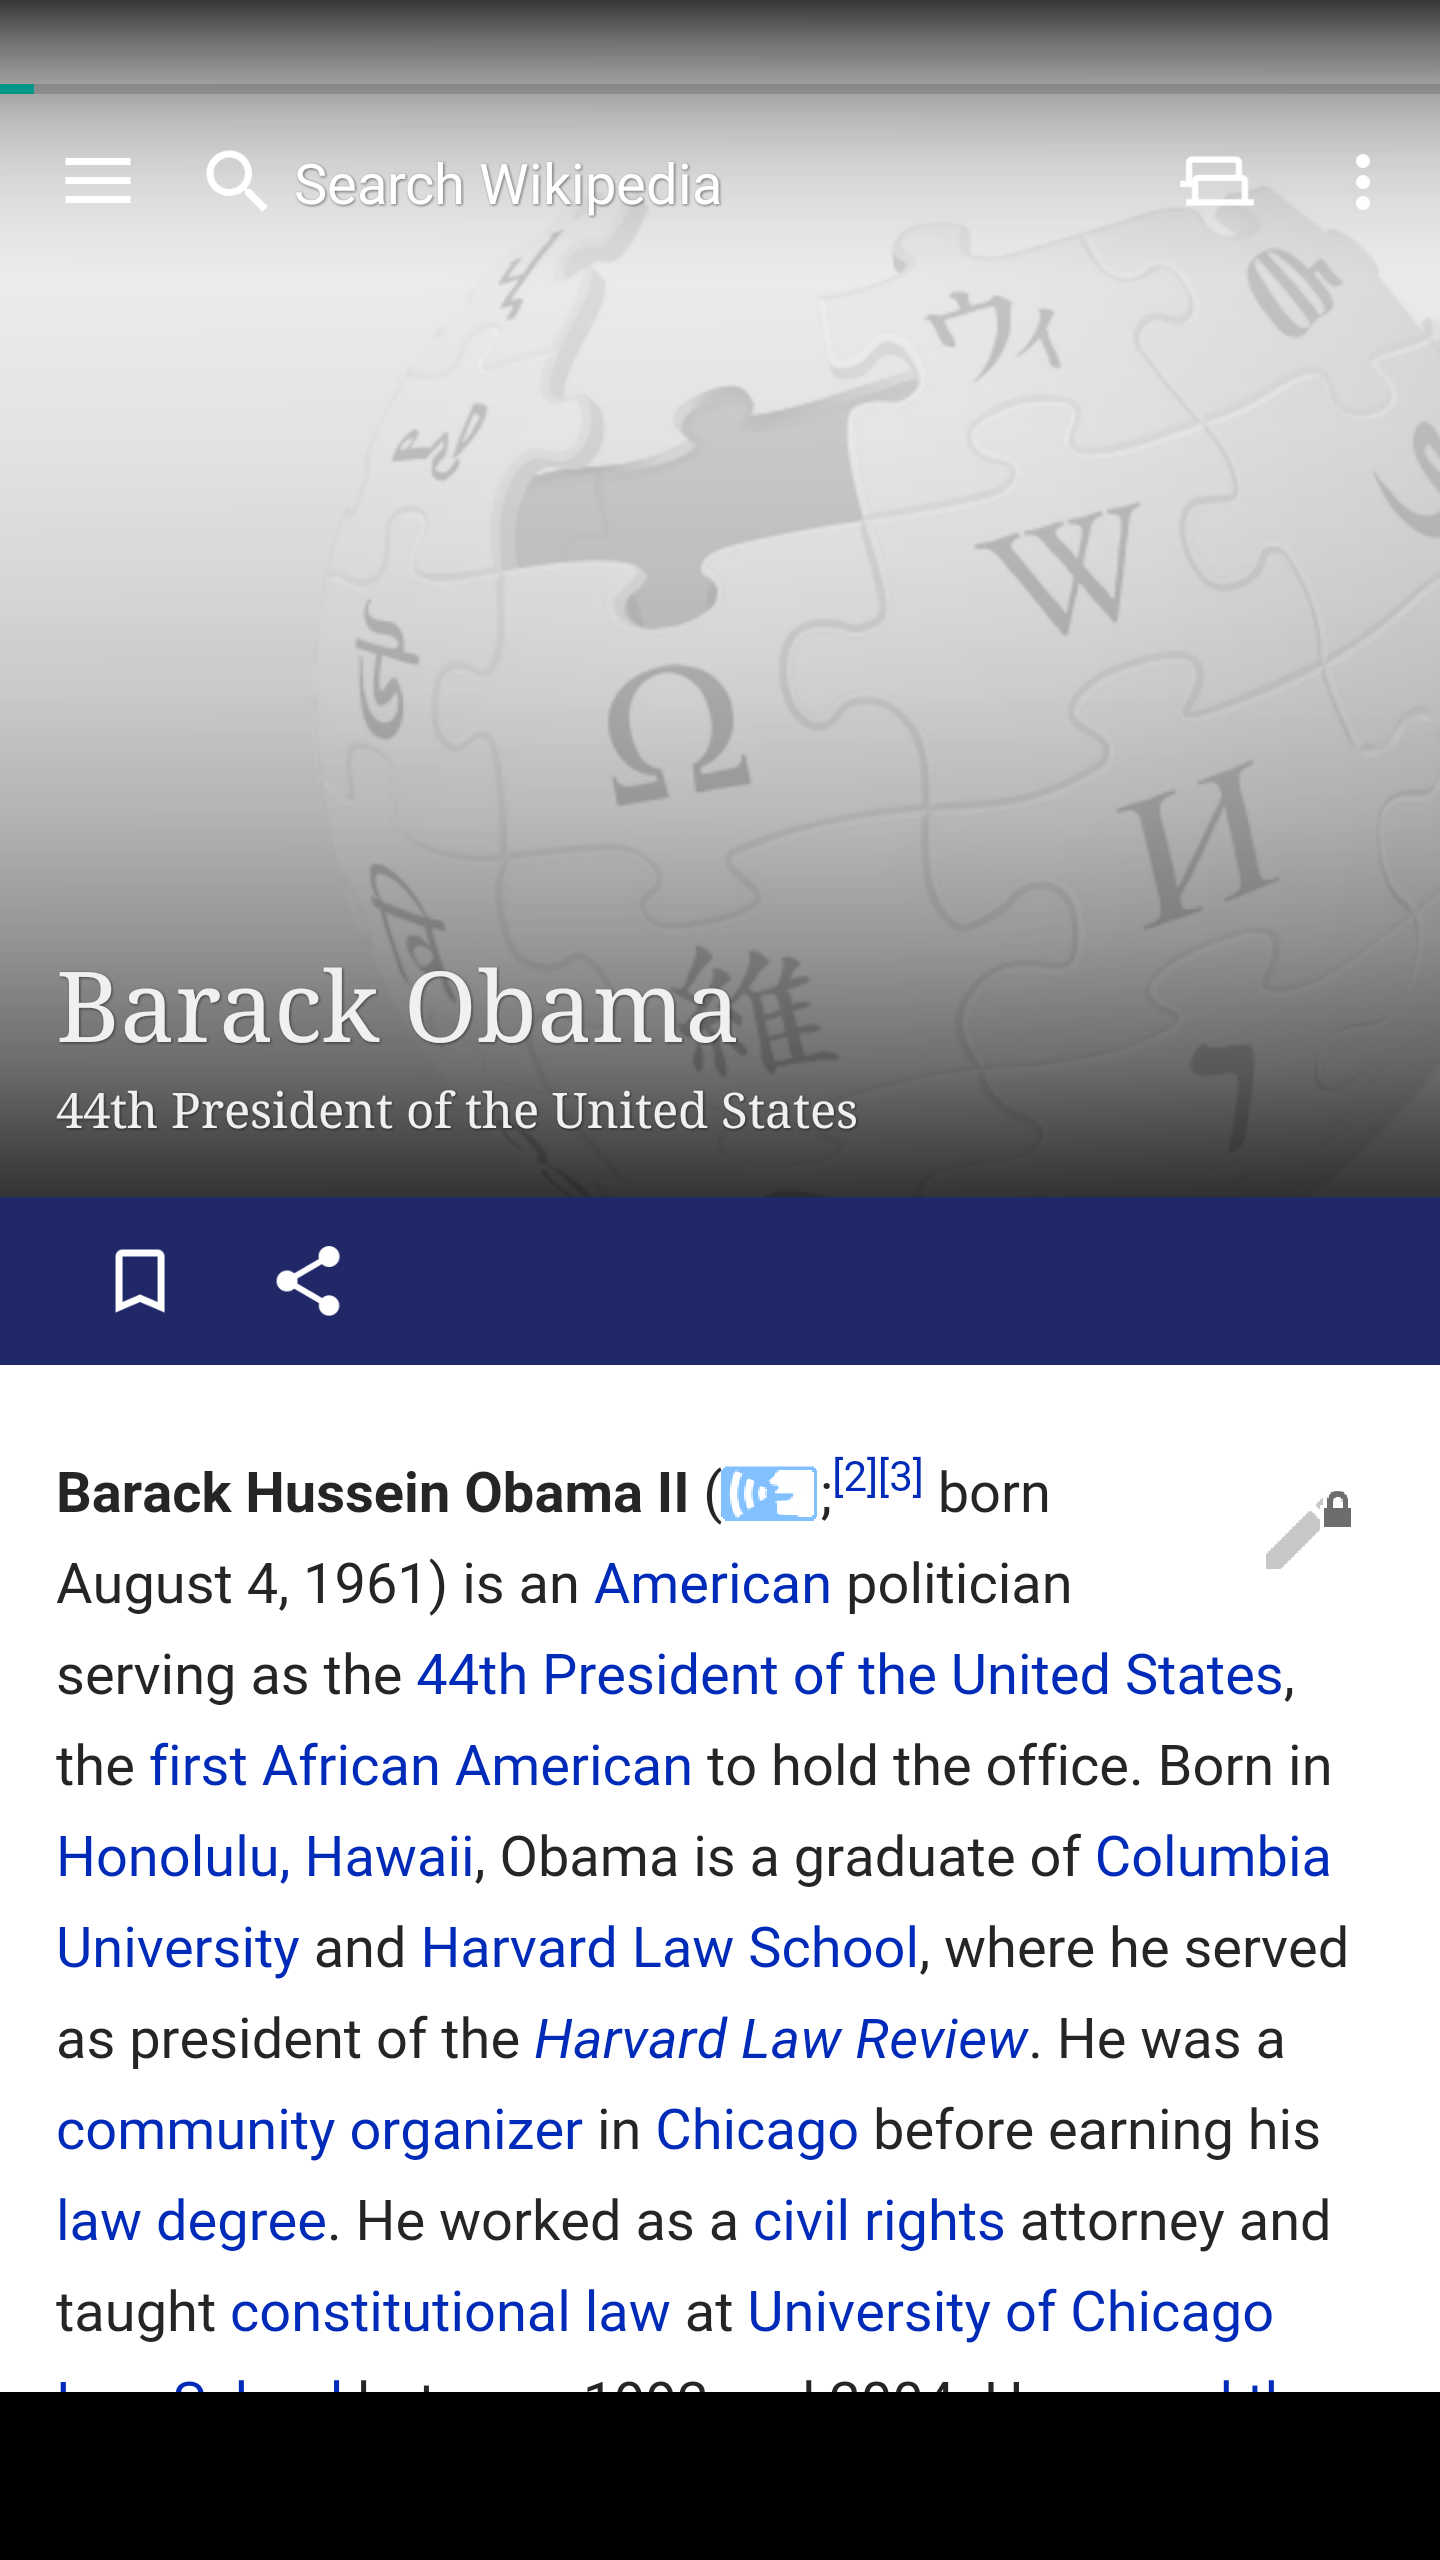 Search Wikipedia
ウィ
W
Ω
И
維
ר
Barack Obama
44th President of the United States
Barack Hussein Obama II (;[2][3] born
August 4, 1961) is an American politician
serving as the 44th President of the United States,
the first African American to hold the office. Born in
Honolulu, Hawaii, Obama is a graduate of Columbia
University and Harvard Law School, where he served
as president of the Harvard Law Review. He was a
community organizer in Chicago before earning his
law degree. He worked as a civil rights attorney and
taught constitutional law at University of Chicago